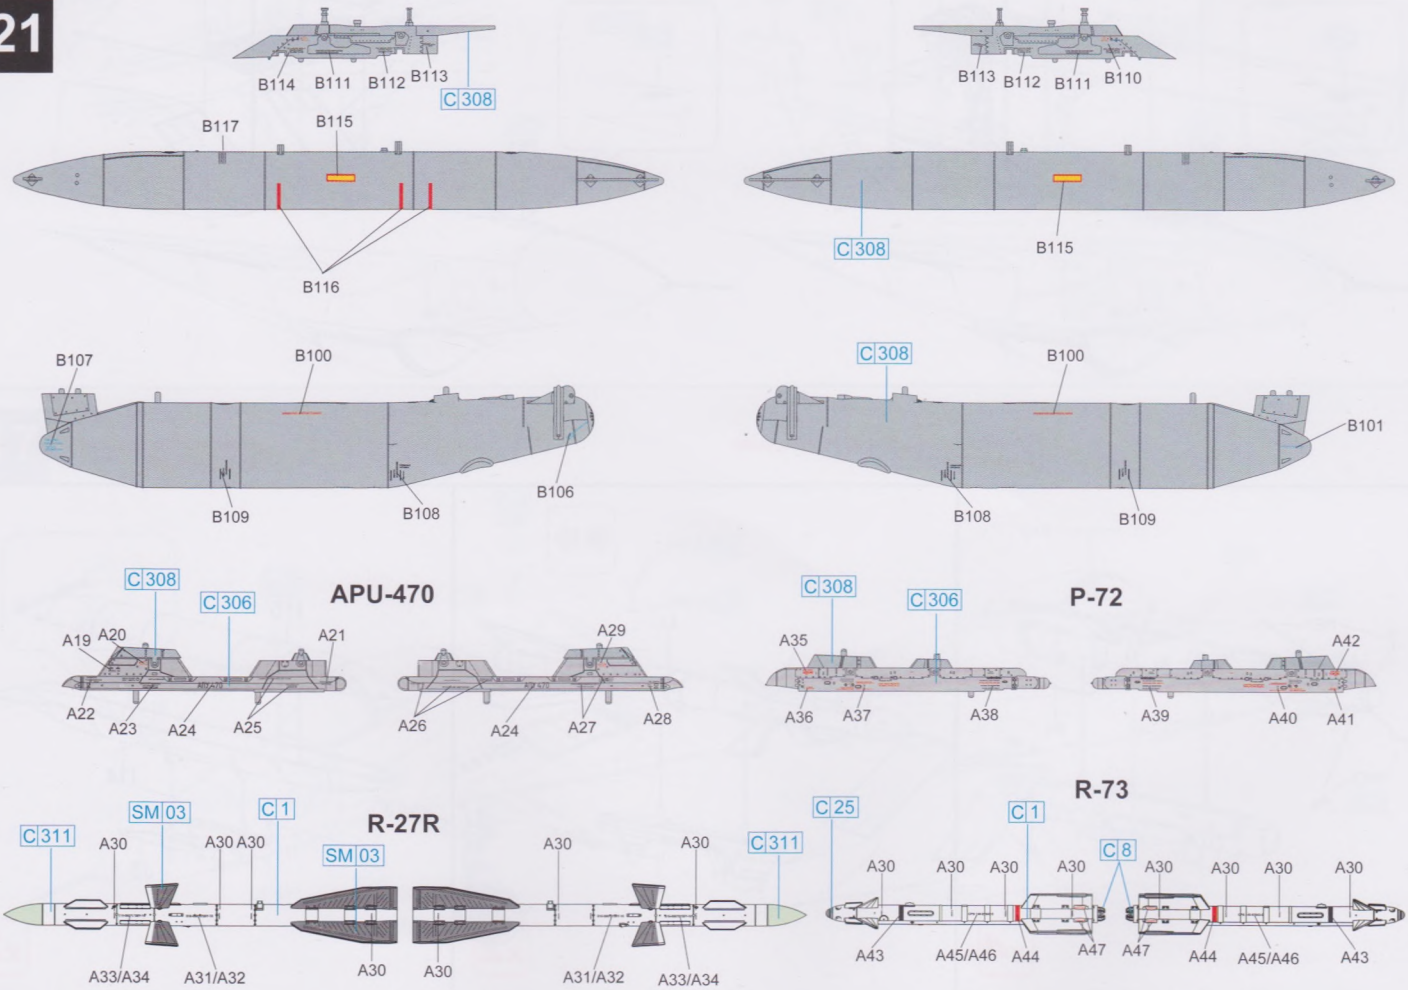 21
B114 B111 B112 B113
C 308
B113 B112 B111 B110
B117 B115
B116
C 308
B115
B107 B100
B109 B108 B106
C 308 B100
B101
B108 B109
APU-470
C 308
C 306
A19 A20 A21
A22 A23 A24 A25
A29
A26 A24 A27 A28
P-72
C 308
C 306
A35 A42
A36 A37 A38
A39 A40 A41
R-27R
C 311 SM 03 C 1
A30 A30 A30
SM 03
A30 A30 C 311
A33/A34 A31/A32 A30 A30 A31/A32 A33/A34
R-73
C 25 C 1
C 8
A30 A30 A30 A30 A30 A30 A30 A30
A43 A45/A46 A44 A47 A47 A44 A45/A46 A43